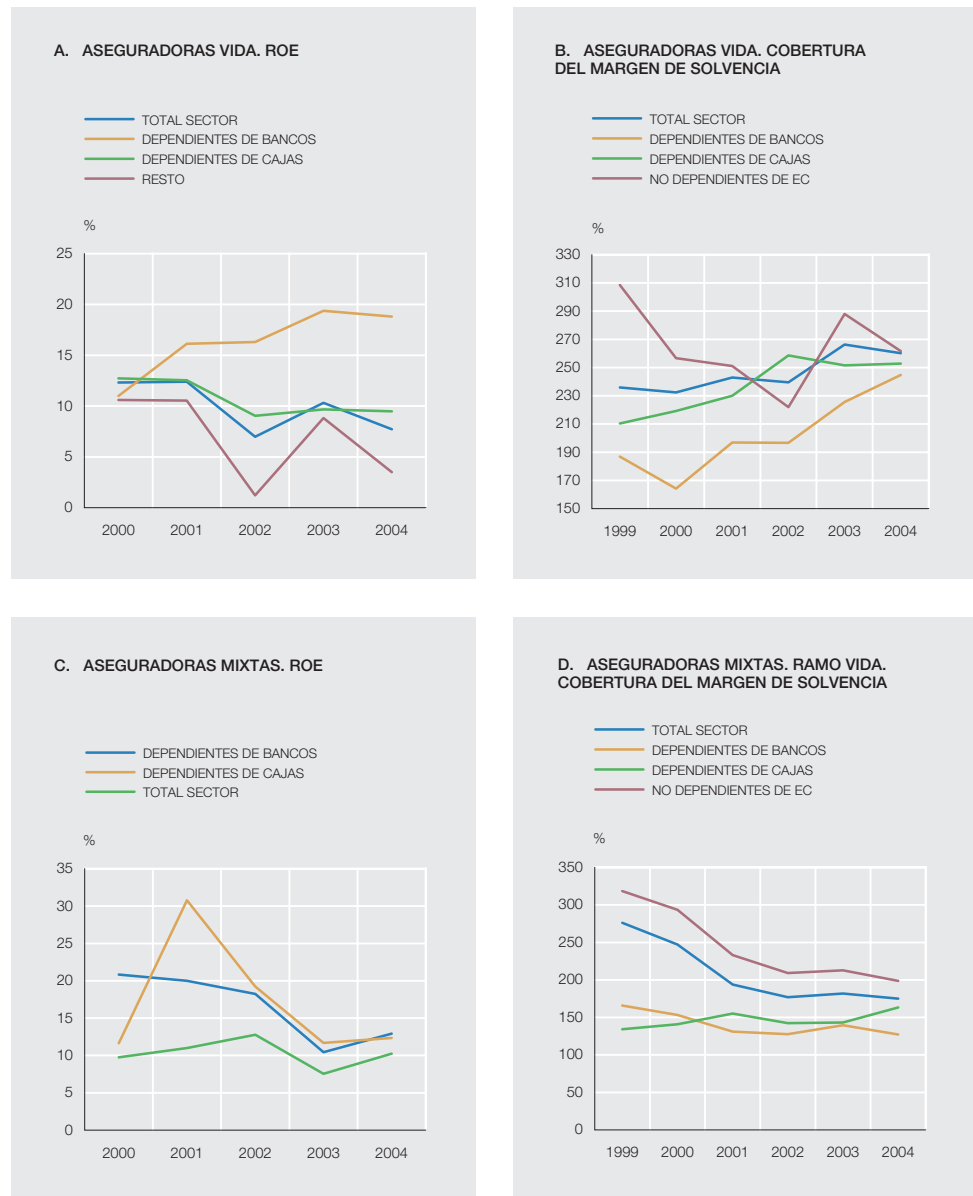 A. ASEGURADORAS VIDA. ROE
TOTAL SECTOR
DEPENDIENTES DE BANCOS
DEPENDIENTES DE CAJAS
RESTO
%
25
20
15
10
5
0
2000 2001 2002 2003 2004
B. ASEGURADORAS VIDA. COBERTURA
DEL MARGEN DE SOLVENCIA
TOTAL SECTOR
DEPENDIENTES DE BANCOS
DEPENDIENTES DE CAJAS
NO DEPENDIENTES DE EC
%
330
310
290
270
250
230
210
190
170
150
1999 2000 2001 2002 2003 2004
C. ASEGURADORAS MIXTAS. ROE
DEPENDIENTES DE BANCOS
DEPENDIENTES DE CAJAS
TOTAL SECTOR
%
35
30
25
20
15
10
5
0
2000 2001 2002 2003 2004
D. ASEGURADORAS MIXTAS. RAMO VIDA.
COBERTURA DEL MARGEN DE SOLVENCIA
TOTAL SECTOR
DEPENDIENTES DE BANCOS
DEPENDIENTES DE CAJAS
NO DEPENDIENTES DE EC
%
350
300
250
200
150
100
50
0
1999 2000 2001 2002 2003 2004